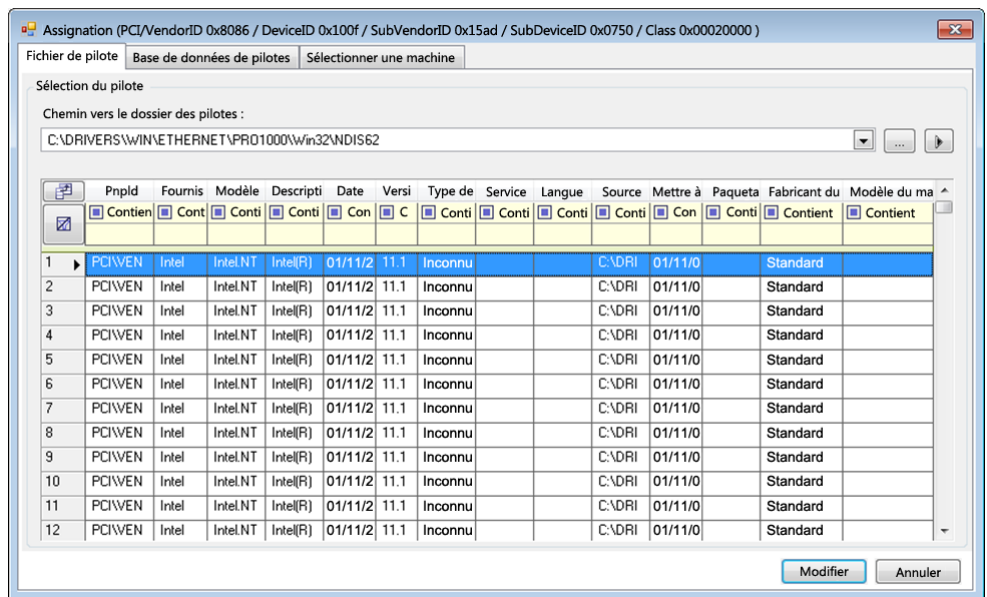 Assignation (PCI/VendorID 0x8086 / DeviceID 0x100f / SubVendorID 0x15ad / SubDeviceID 0x0750 / Class 0x00020000 )
Fichier de pilote Base de données de pilotes Sélectionner une machine
Sélection du pilote
Chemin vers le dossier des pilotes :
C:\DRIVERS\WIN\ETHERNET\PRO1000\Win32\NDIS62 ...
PnpId Fournis Modèle Descripti Date Versi Type de Service Langue Source Mettre à Paqueta Fabricant du Modèle du ma
Contien Cont Conti Conti Con C Conti Conti Conti Conti Con Conti Contient Contient
1 PCI\VEN Intel Intel.NT Intel(R) 01/11/2 11.1 Inconnu C:\DRI 01/11/0 Standard
2 PCI\VEN Intel Intel.NT Intel(R) 01/11/2 11.1 Inconnu C:\DRI 01/11/0 Standard
3 PCI\VEN Intel Intel.NT Intel(R) 01/11/2 11.1 Inconnu C:\DRI 01/11/0 Standard
4 PCI\VEN Intel Intel.NT Intel(R) 01/11/2 11.1 Inconnu C:\DRI 01/11/0 Standard
5 PCI\VEN Intel Intel.NT Intel(R) 01/11/2 11.1 Inconnu C:\DRI 01/11/0 Standard
6 PCI\VEN Intel Intel.NT Intel(R) 01/11/2 11.1 Inconnu C:\DRI 01/11/0 Standard
7 PCI\VEN Intel Intel.NT Intel(R) 01/11/2 11.1 Inconnu C:\DRI 01/11/0 Standard
8 PCI\VEN Intel Intel.NT Intel(R) 01/11/2 11.1 Inconnu C:\DRI 01/11/0 Standard
9 PCI\VEN Intel Intel.NT Intel(R) 01/11/2 11.1 Inconnu C:\DRI 01/11/0 Standard
10 PCI\VEN Intel Intel.NT Intel(R) 01/11/2 11.1 Inconnu C:\DRI 01/11/0 Standard
11 PCI\VEN Intel Intel.NT Intel(R) 01/11/2 11.1 Inconnu C:\DRI 01/11/0 Standard
12 PCI\VEN Intel Intel.NT Intel(R) 01/11/2 11.1 Inconnu C:\DRI 01/11/0 Standard
Modifier Annuler